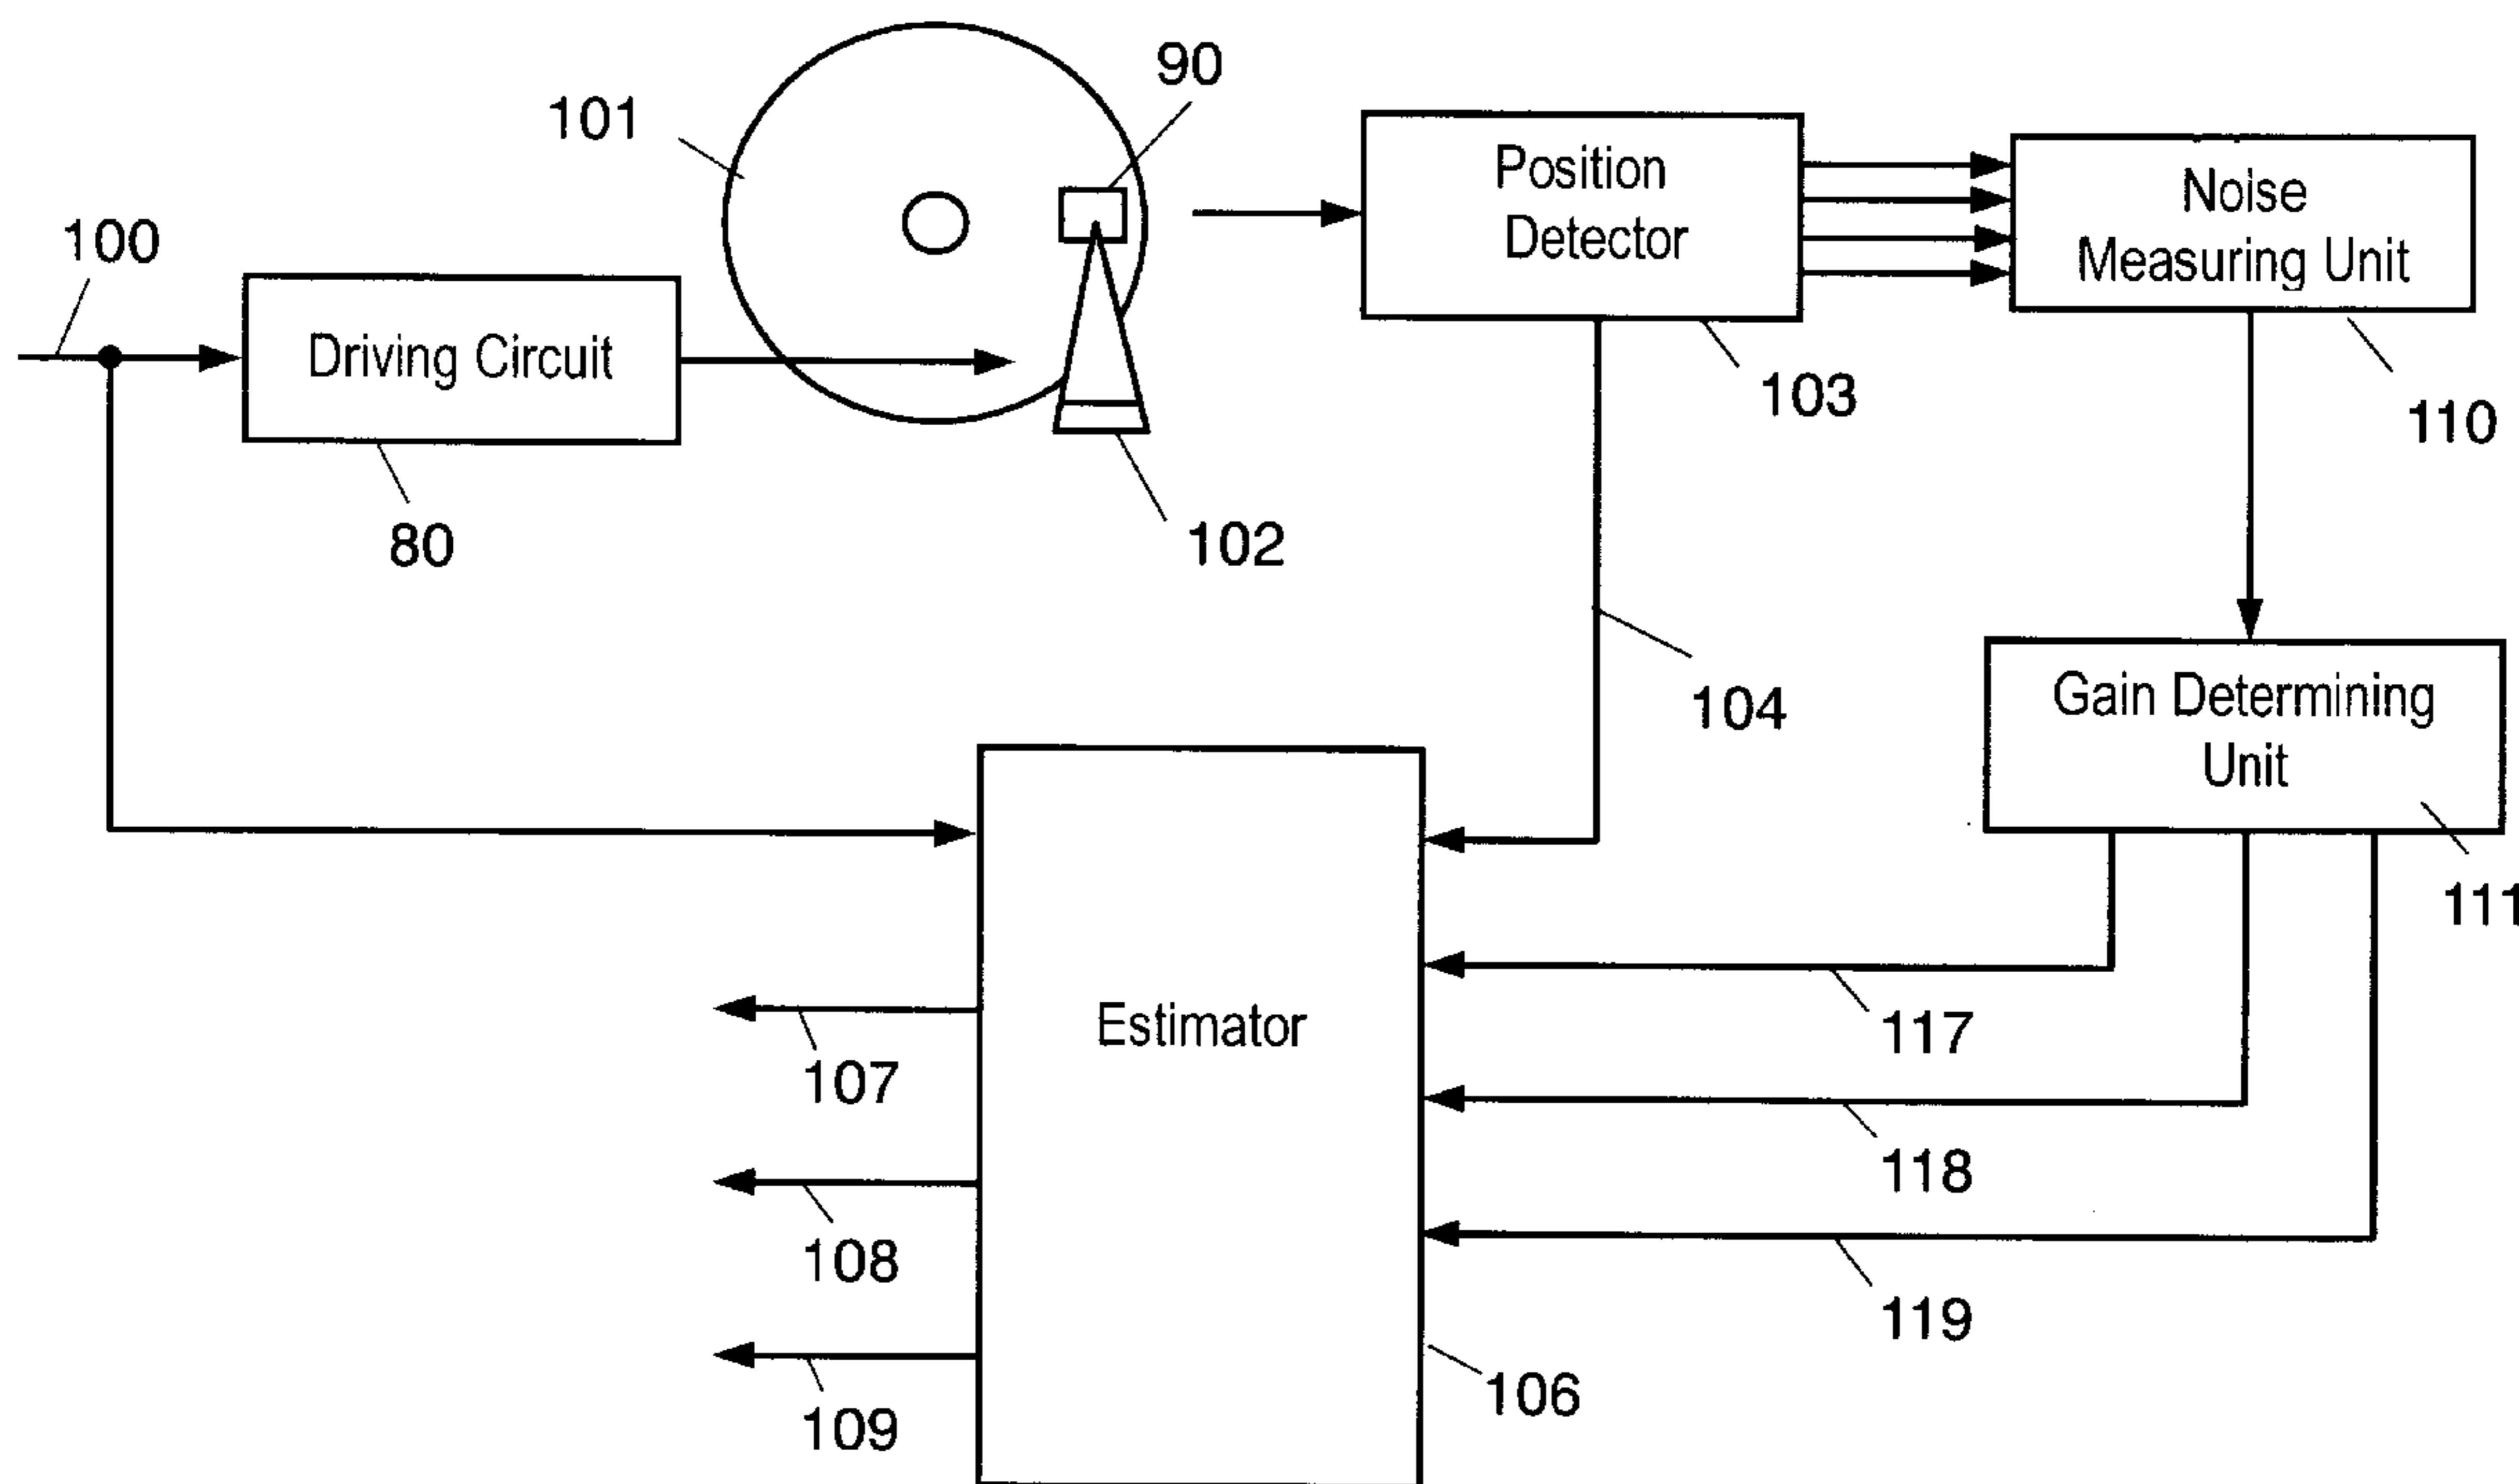 90
101
Position
Detector
Noise
Measuring Unit
100
Driving Circuit
103
110
80
102
104
Gain Determining
Unit
111
Estimator
117
107
118
108
119
106
109